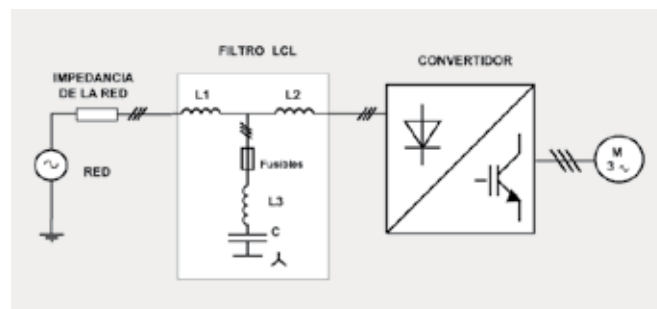 FILTRO LCL
CONVERTIDOR
IMPEDANCIA
DE LA RED
L1
L2
RED
Fusibles
L3
C
M
3 ∿